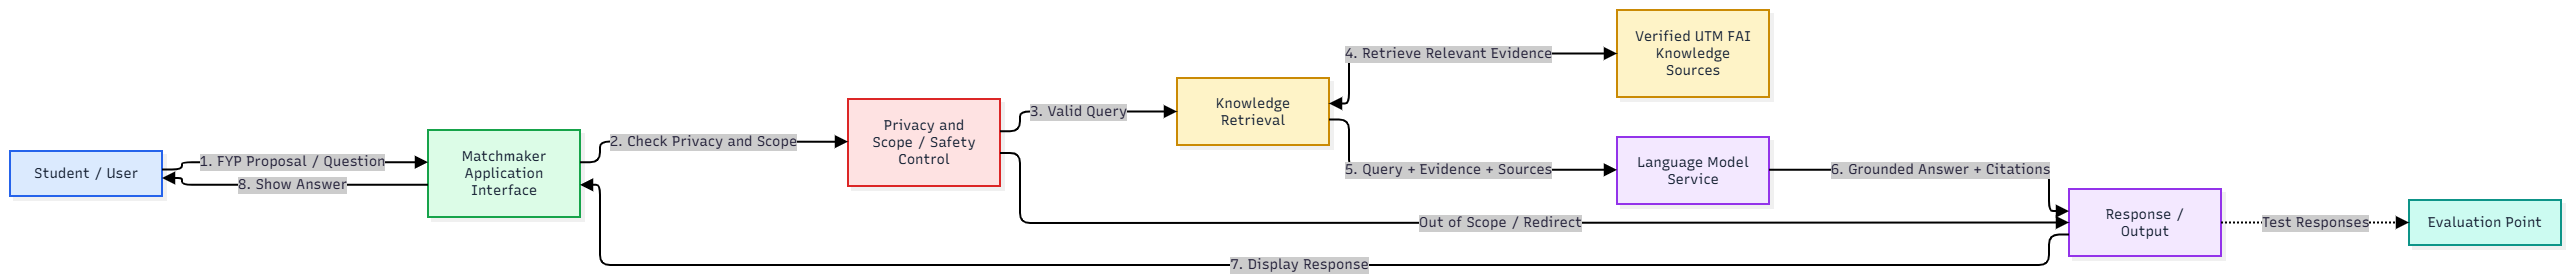 Student / User
1. FYP Proposal / Question
8. Show Answer
Matchmaker
Application
Interface
2. Check Privacy and Scope
Privacy and
Scope / Safety
Control
3. Valid Query
Knowledge
Retrieval
4. Retrieve Relevant Evidence
Verified UTM FAI
Knowledge
Sources
5. Query + Evidence + Sources
Language Model
Service
6. Grounded Answer + Citations
Out of Scope / Redirect
7. Display Response
Response /
Output
Test Responses
Evaluation Point